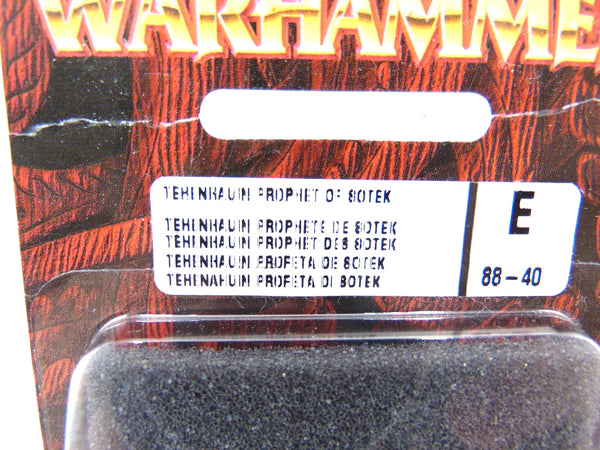 WARHAMME
TEHENHAUIN PROPHET OF SOTEK
E
TEHENHAUIN PROPHETE DE SOTEK
TEHENHAUIN PROPHET DES SOTEK
TEHENHAUIN PROFETA DE SOTEK
TEHENAHUIN PROFETA DI SOTEK
88-40